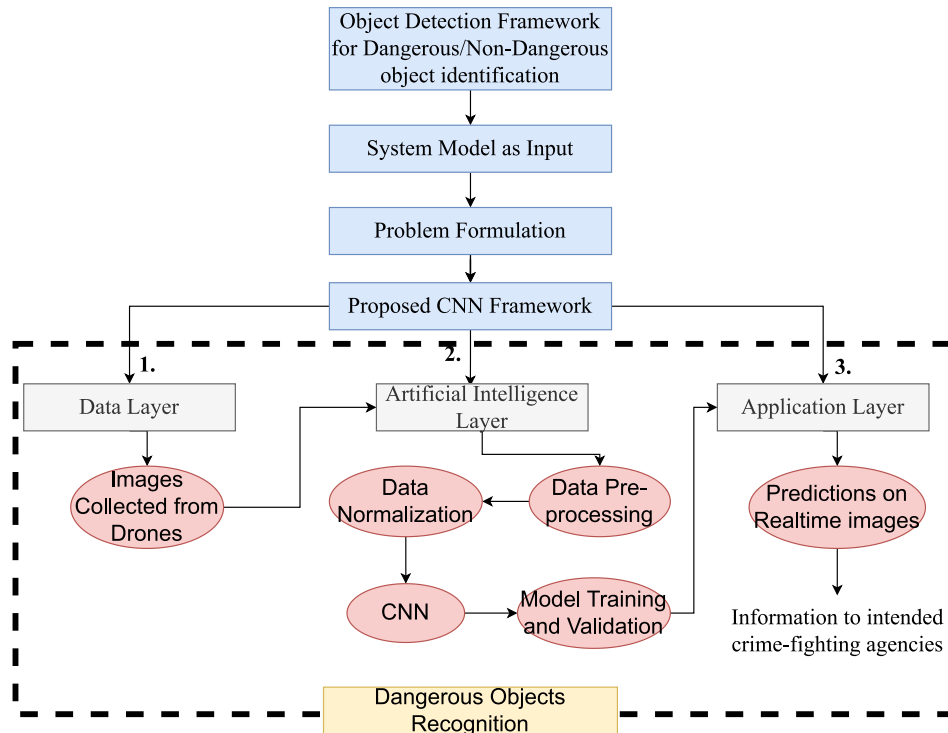 Object Detection Framework
for Dangerous/Non-Dangerous
object identification
System Model as Input
Problem Formulation
Proposed CNN Framework
1.
2.
3.
Data Layer
Artificial Intelligence
Layer
Application Layer
Images
Collected from
Drones
Data
Normalization
Data Pre-
processing
Predictions on
Realtime images
CNN
Model Training
and Validation
Information to intended
crime-fighting agencies
Dangerous Objects
Recognition